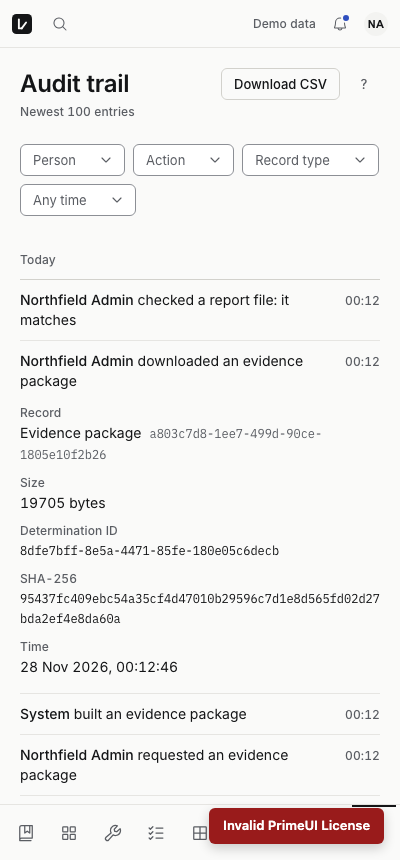 Demo data
NA
Audit trail
Download CSV
?
Newest 100 entries
Person
Action
Record type
Any time
Today
Northfield Admin checked a report file: it
matches
00:12
Northfield Admin downloaded an evidence
package
00:12
Record
Evidence package a803c7d8-1ee7-499d-90ce-
1805e10f2b26
Size
19705 bytes
Determination ID
8dfe7bff-8e5a-4471-85fe-180e05c6decb
SHA-256
95437fc409ebc54a35cf4d47010b29596c7d1e8d565fd02d27
bda2ef4e8da60a
Time
28 Nov 2026, 00:12:46
System built an evidence package
00:12
Northfield Admin requested an evidence
package
00:12
Invalid PrimeUI License